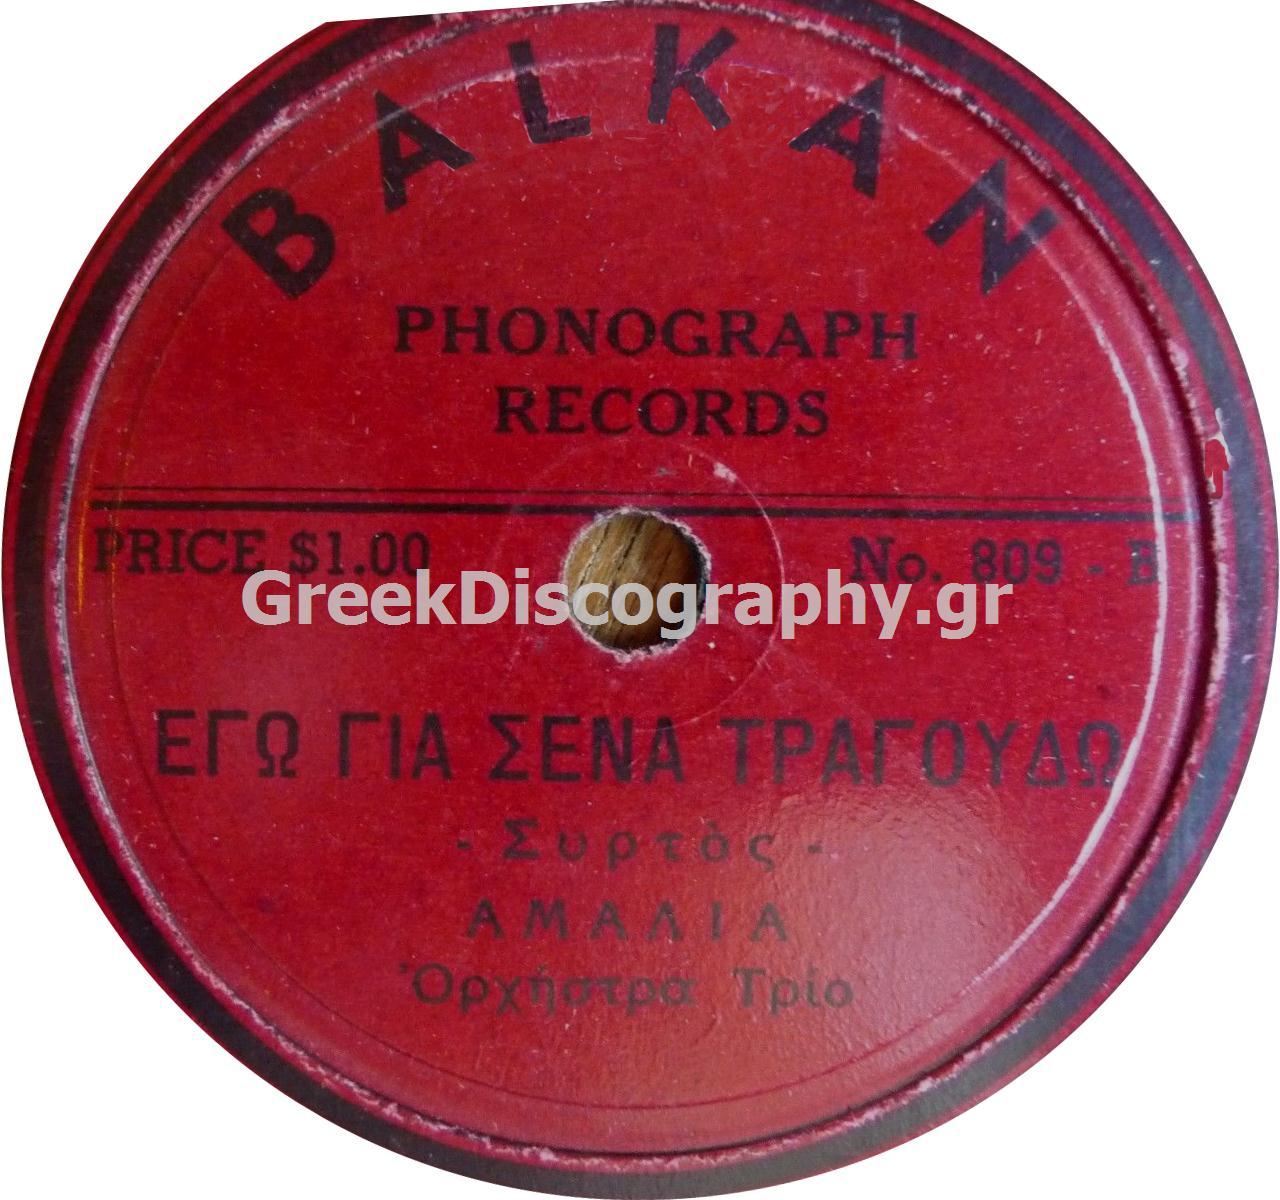 BALKAN
PHONOGRAPH
RECORDS
PRICE $1.00 No. 809 - B
GreekDiscography.gr
ΕΓΩ ΓΙΑ ΣΕΝΑ ΤΡΑΓΟΥΔΩ
- Συρτὸς -
ΑΜΑΛΙΑ
Ὀρχήστρα Τρίο